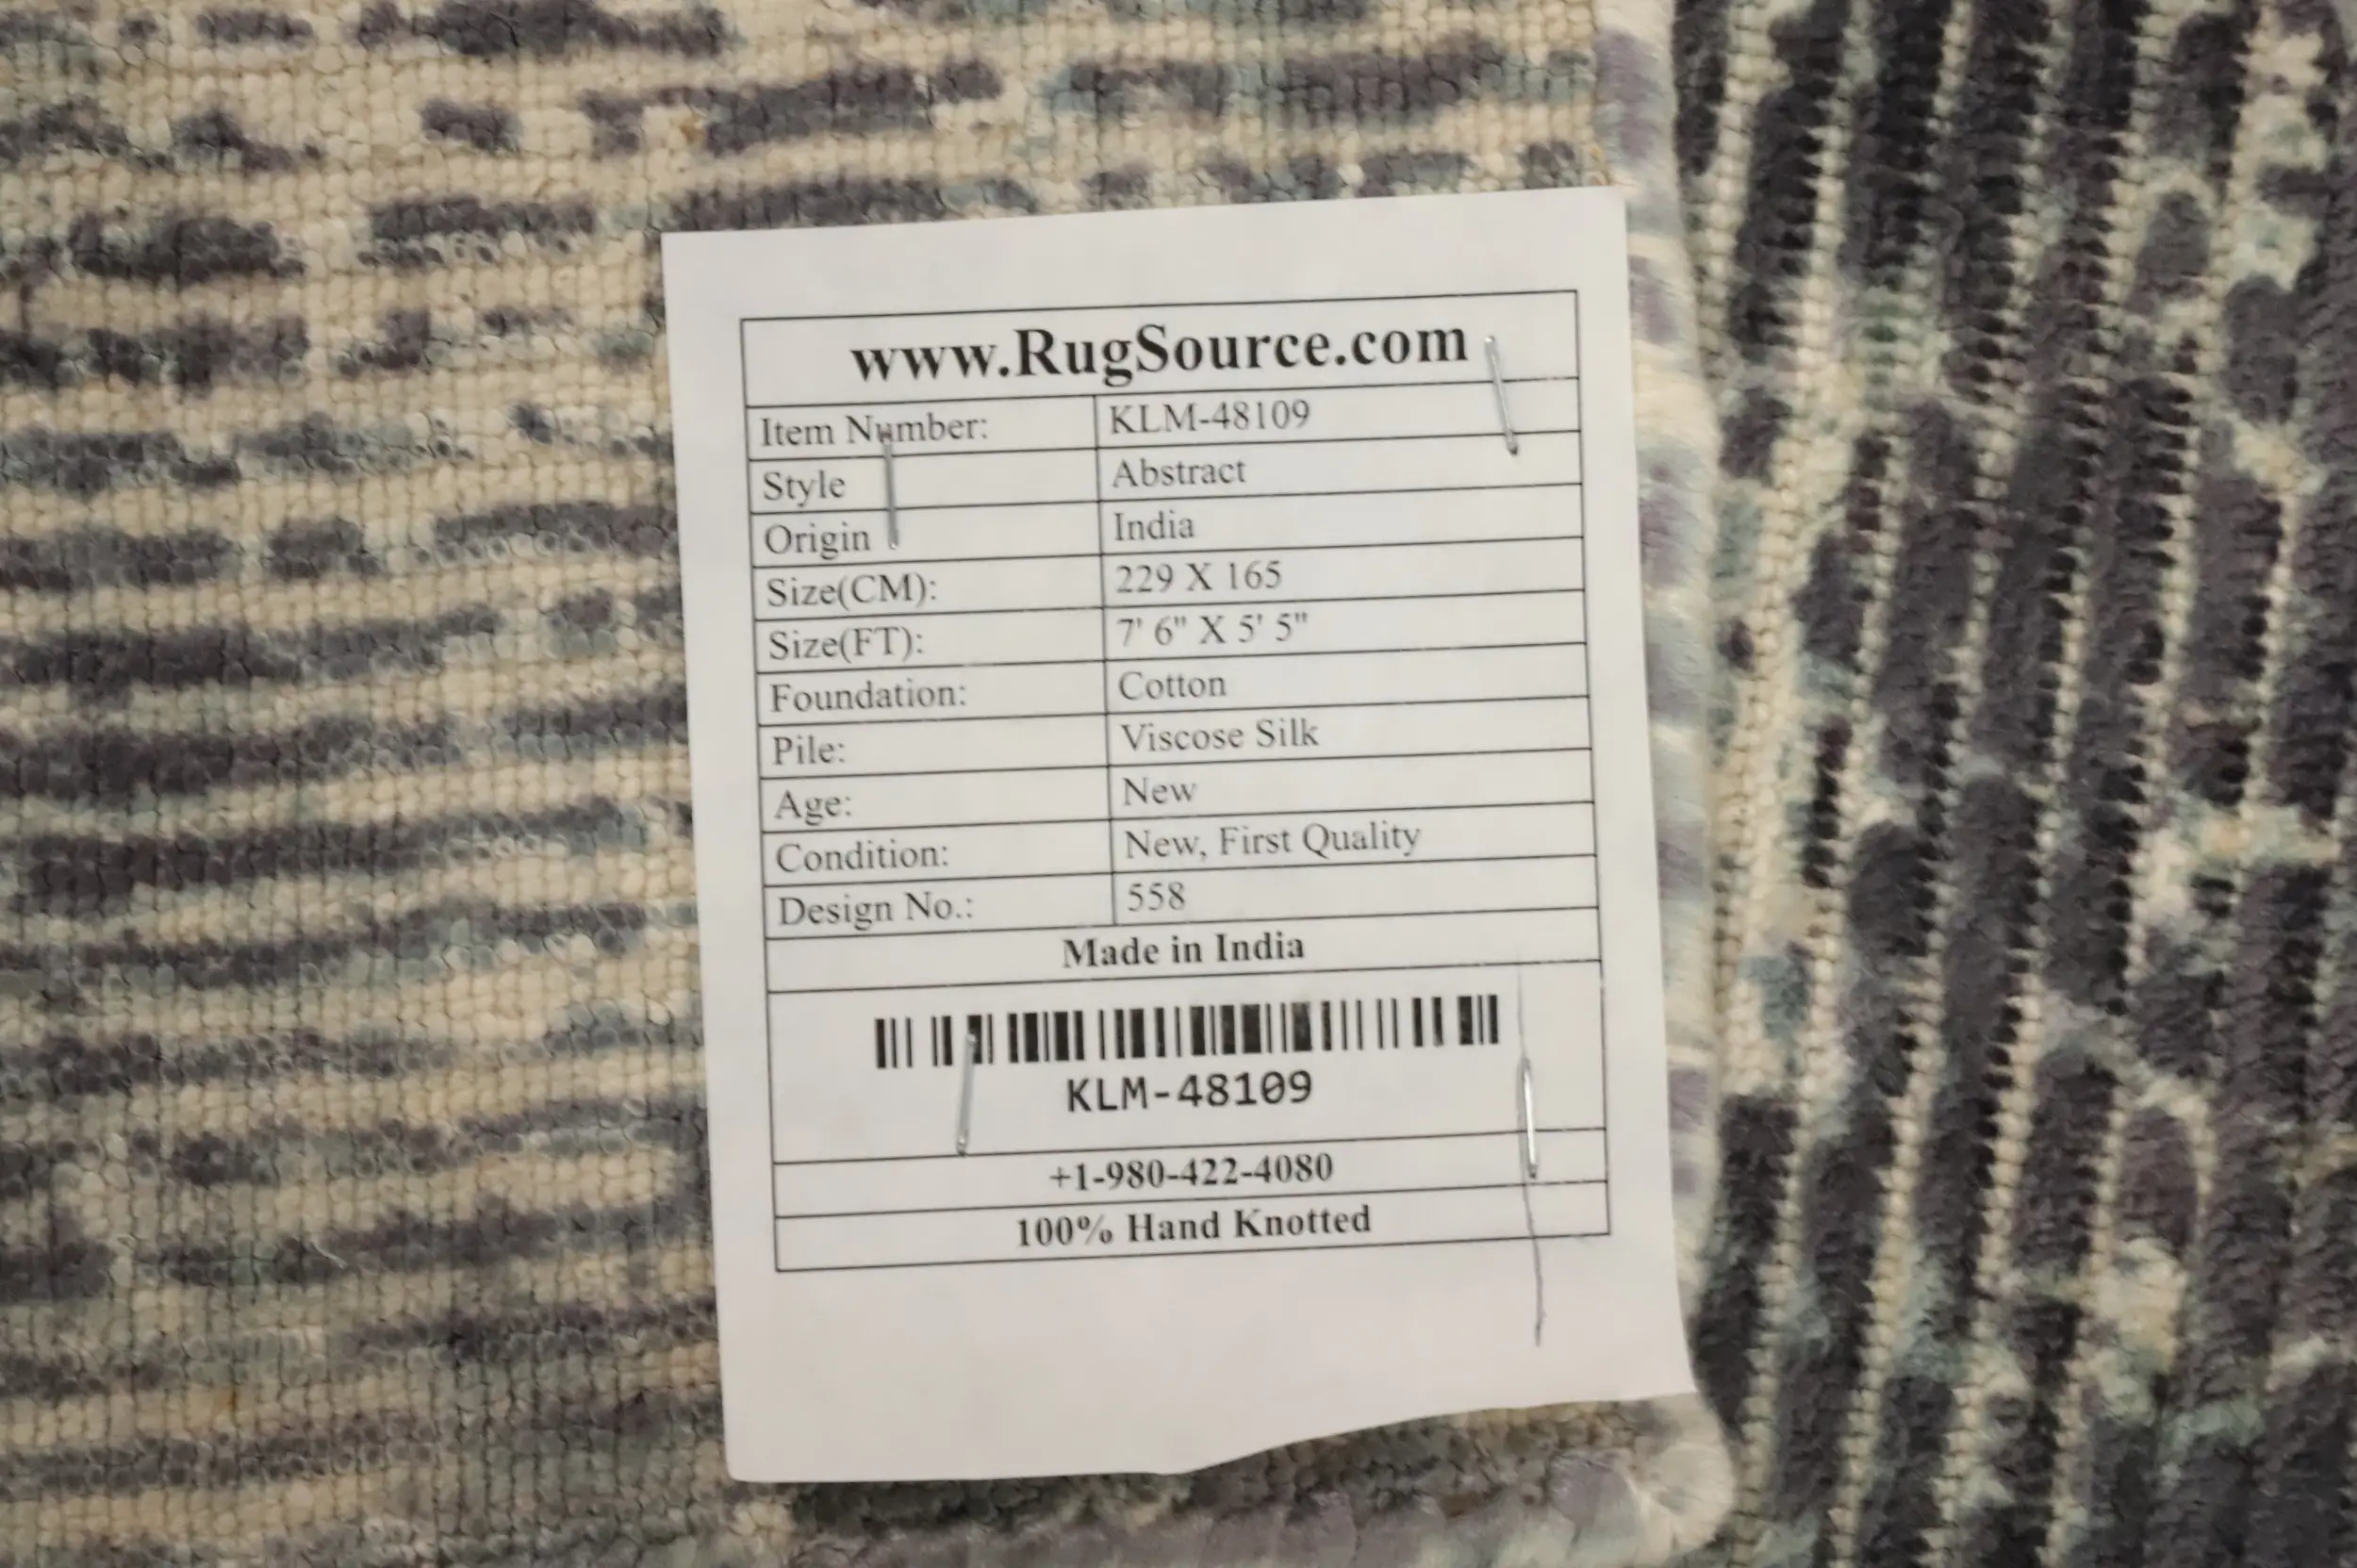 www.RugSource.com
Item Number: KLM-48109
Style Abstract
Origin India
Size(CM): 229 X 165
Size(FT): 7' 6" X 5' 5"
Foundation: Cotton
Pile: Viscose Silk
Age: New
Condition: New, First Quality
Design No.: 558
Made in India
KLM-48109
+1-980-422-4080
100% Hand Knotted